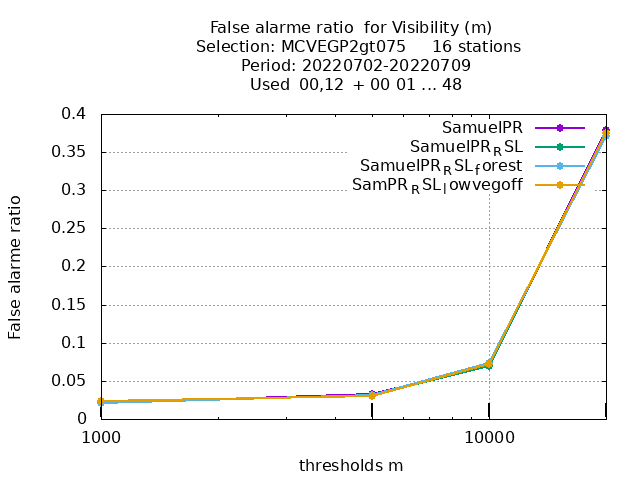 False alarme ratio  for Visibility (m)
Selection: MCVEGP2gt075     16 stations
Period: 20220702-20220709
Used  00,12  + 00 01 ... 48
0.4
0.35
0.3
0.25
0.2
0.15
0.1
0.05
0
False alarme ratio
SamuelPR
SamuelPR_RSL
SamuelPR_RSL_forest
SamPR_RSL_lowvegoff
1000
10000
thresholds m